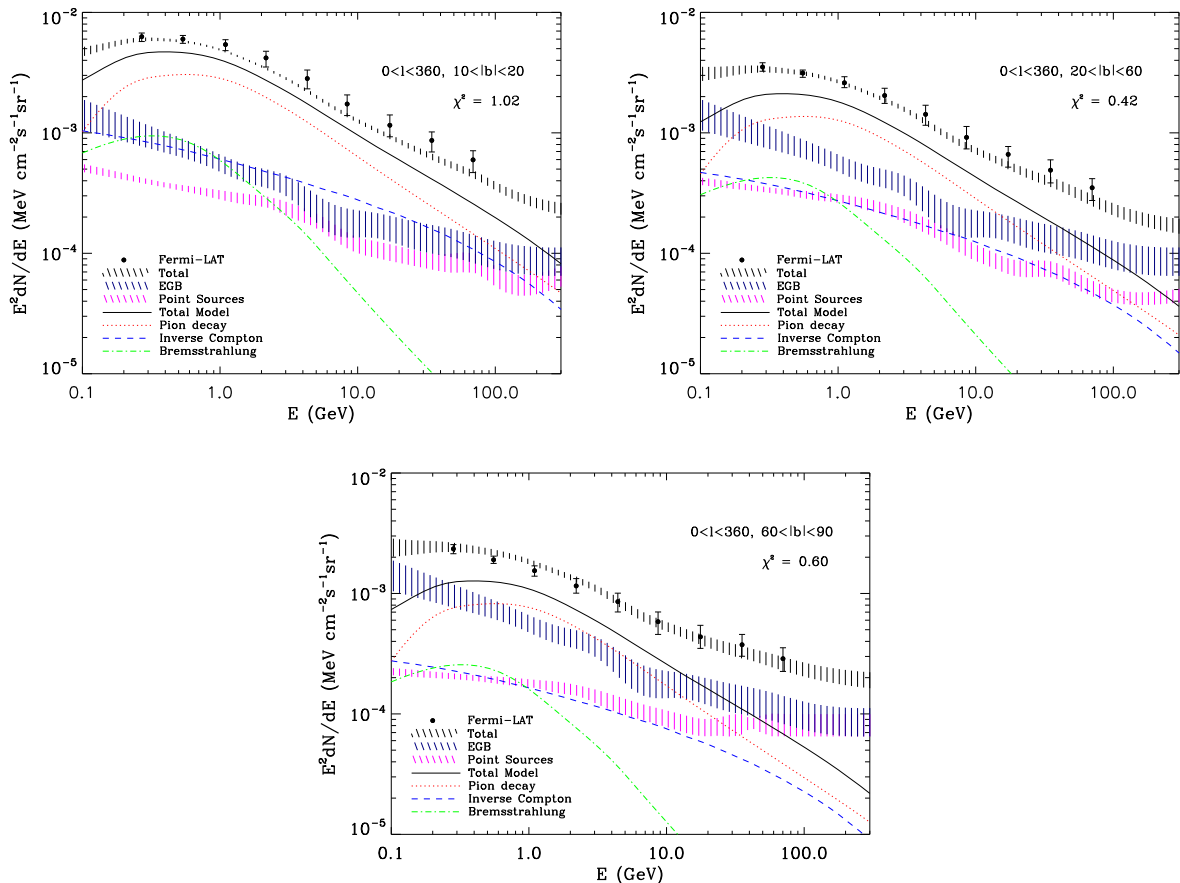 E²dN/dE (MeV cm⁻²s⁻¹sr⁻¹)
10⁻²
10⁻³
10⁻⁴
10⁻⁵
0<l<360, 10<|b|<20
χ² = 1.02
Fermi-LAT
Total
EGB
Point Sources
Total Model
Pion decay
Inverse Compton
Bremsstrahlung
0.1 1.0 10.0 100.0
E (GeV)
E²dN/dE (MeV cm⁻²s⁻¹sr⁻¹)
10⁻²
10⁻³
10⁻⁴
10⁻⁵
0<l<360, 20<|b|<60
χ² = 0.42
Fermi-LAT
Total
EGB
Point Sources
Total Model
Pion decay
Inverse Compton
Bremsstrahlung
0.1 1.0 10.0 100.0
E (GeV)
E²dN/dE (MeV cm⁻²s⁻¹sr⁻¹)
10⁻²
10⁻³
10⁻⁴
10⁻⁵
0<l<360, 60<|b|<90
χ² = 0.60
Fermi-LAT
Total
EGB
Point Sources
Total Model
Pion decay
Inverse Compton
Bremsstrahlung
0.1 1.0 10.0 100.0
E (GeV)